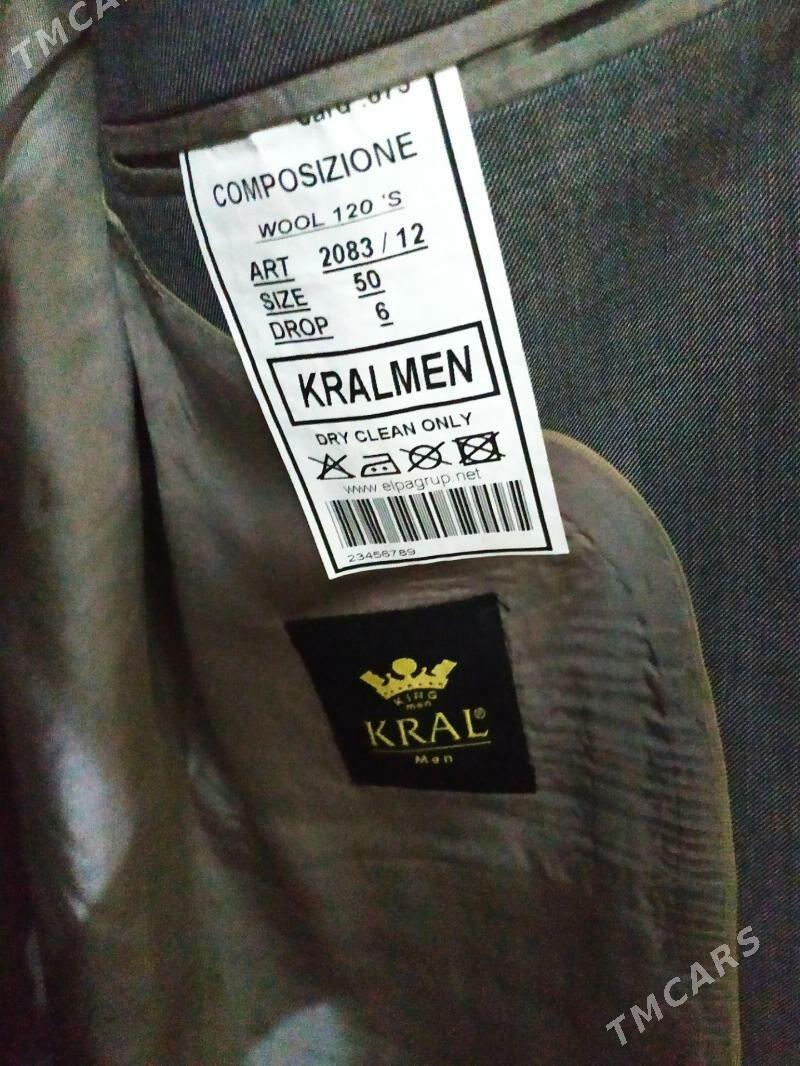 TMCARS
COMPOSIZIONE
WOOL 120 'S
ART 2083 / 12
SIZE 50
DROP 6
KRALMEN
DRY CLEAN ONLY
www.elpagrup.net
23456789
KING
men
KRAL®
Men
TMCARS